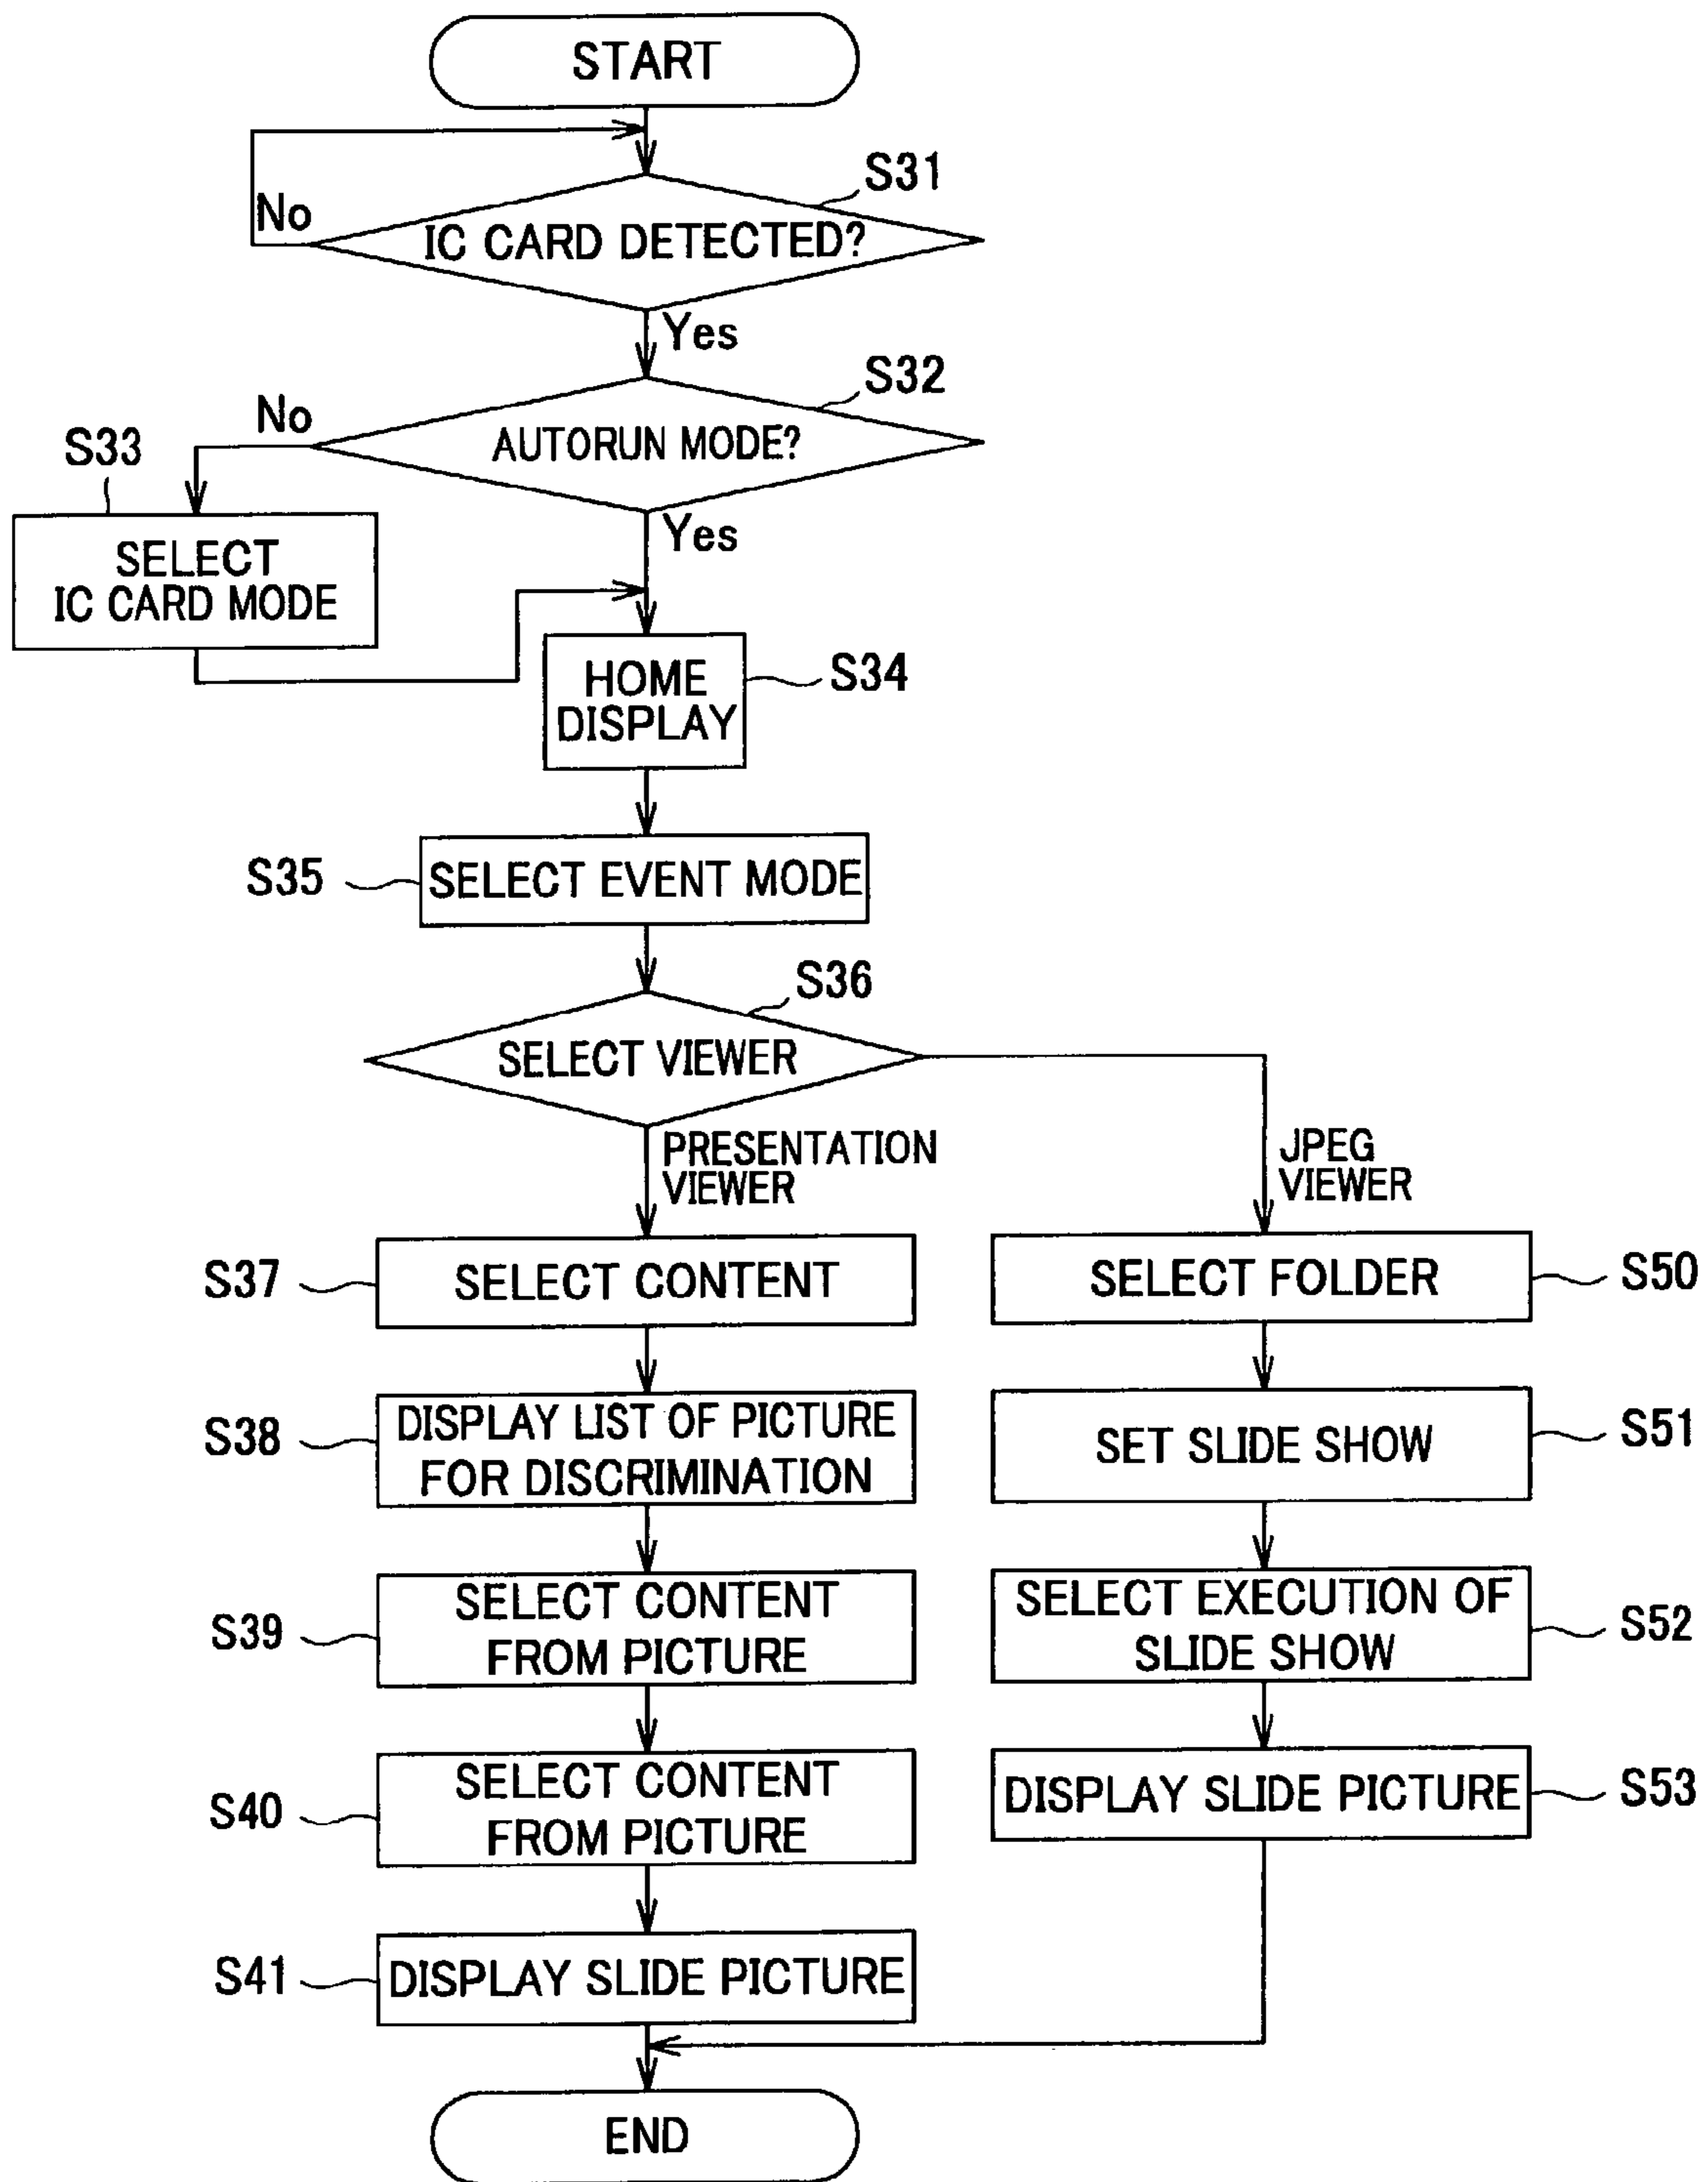 START
S31
No
IC CARD DETECTED?
Yes
S32
No
AUTORUN MODE?
S33
Yes
SELECT
IC CARD MODE
HOME
DISPLAY
S34
S35
SELECT EVENT MODE
S36
SELECT VIEWER
PRESENTATION
VIEWER
JPEG
VIEWER
S37
SELECT CONTENT
SELECT FOLDER
S50
S38
DISPLAY LIST OF PICTURE
FOR DISCRIMINATION
SET SLIDE SHOW
S51
S39
SELECT CONTENT
FROM PICTURE
SELECT EXECUTION OF
SLIDE SHOW
S52
S40
SELECT CONTENT
FROM PICTURE
DISPLAY SLIDE PICTURE
S53
S41
DISPLAY SLIDE PICTURE
END